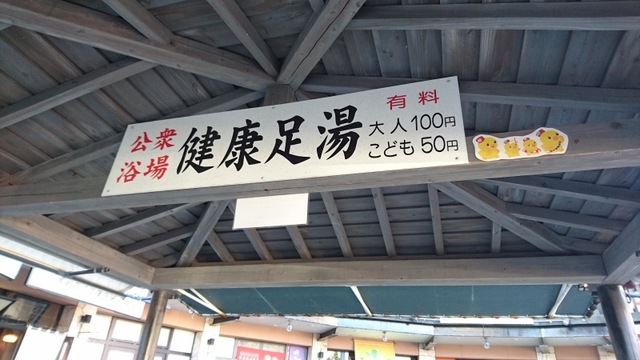 公衆
浴場
健康足湯
有料
大人100円
こども50円